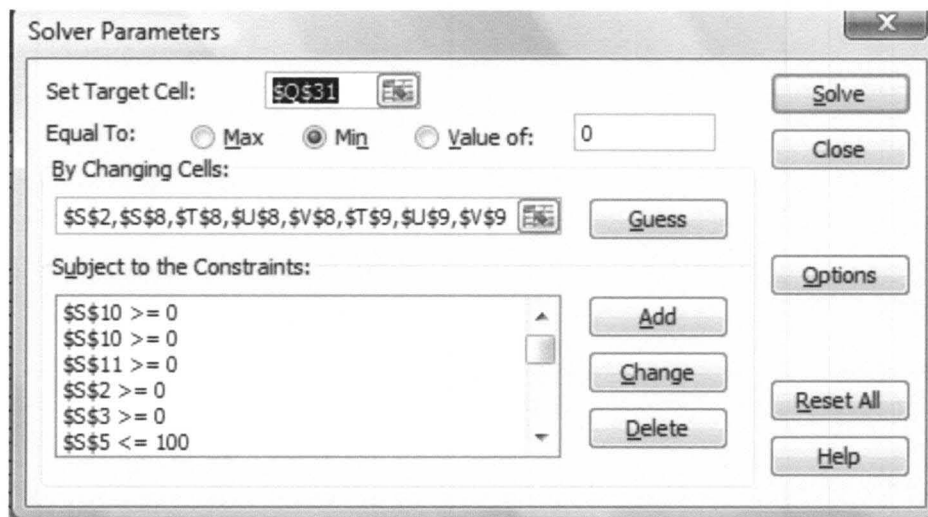 Solver Parameters
X
Set Target Cell: $Q$31 Solve
Equal To: Max Min Value of: 0 Close
By Changing Cells:
$S$2,$S$8,$T$8,$U$8,$V$8,$T$9,$U$9,$V$9 Guess
Subject to the Constraints: Options
$S$10 >= 0 Add
$S$10 >= 0
$S$11 >= 0 Change
$S$2 >= 0
$S$3 >= 0 Delete Reset All
$S$5 <= 100 Help